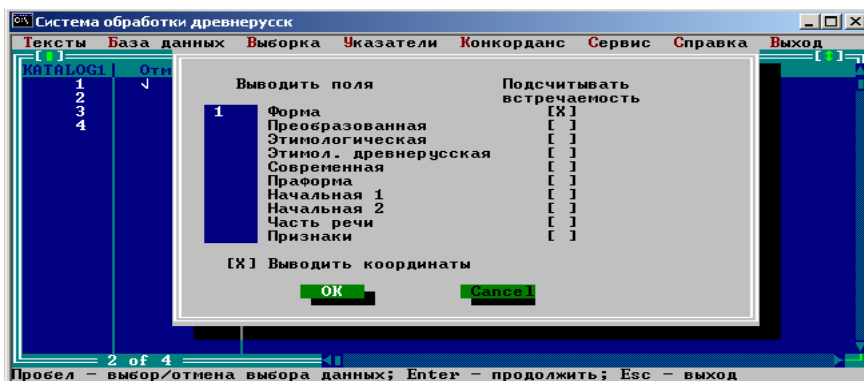 Система обработки древнерусск
Тексты База данных Выборка Указатели Конкорданс Сервис Справка Выход
KATALOG1 Отм
1 √
2
3
4
Выводить поля Подсчитывать
встречаемость
1 Форма [X]
Преобразованная [ ]
Этимологическая [ ]
Этимол. древнерусская [ ]
Современная [ ]
Праформа [ ]
Начальная 1 [ ]
Начальная 2 [ ]
Часть речи [ ]
Признаки [ ]
[X] Выводить координаты
OK Cancel
2 of 4
Пробел - выбор/отмена выбора данных; Enter - продолжить; Esc - выход